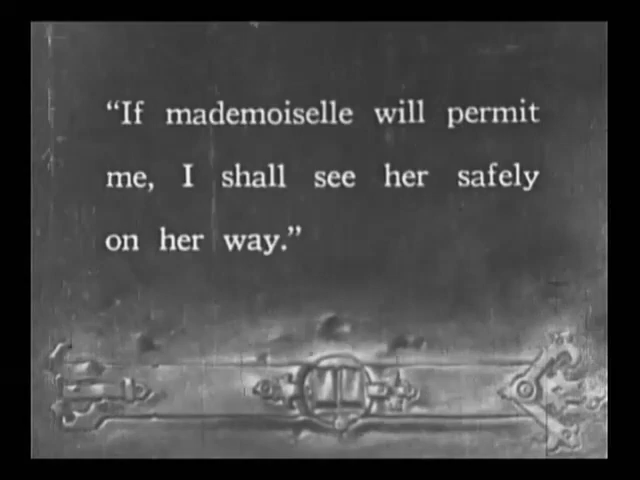 “If mademoiselle will permit
me, I shall see her safely
on her way.”